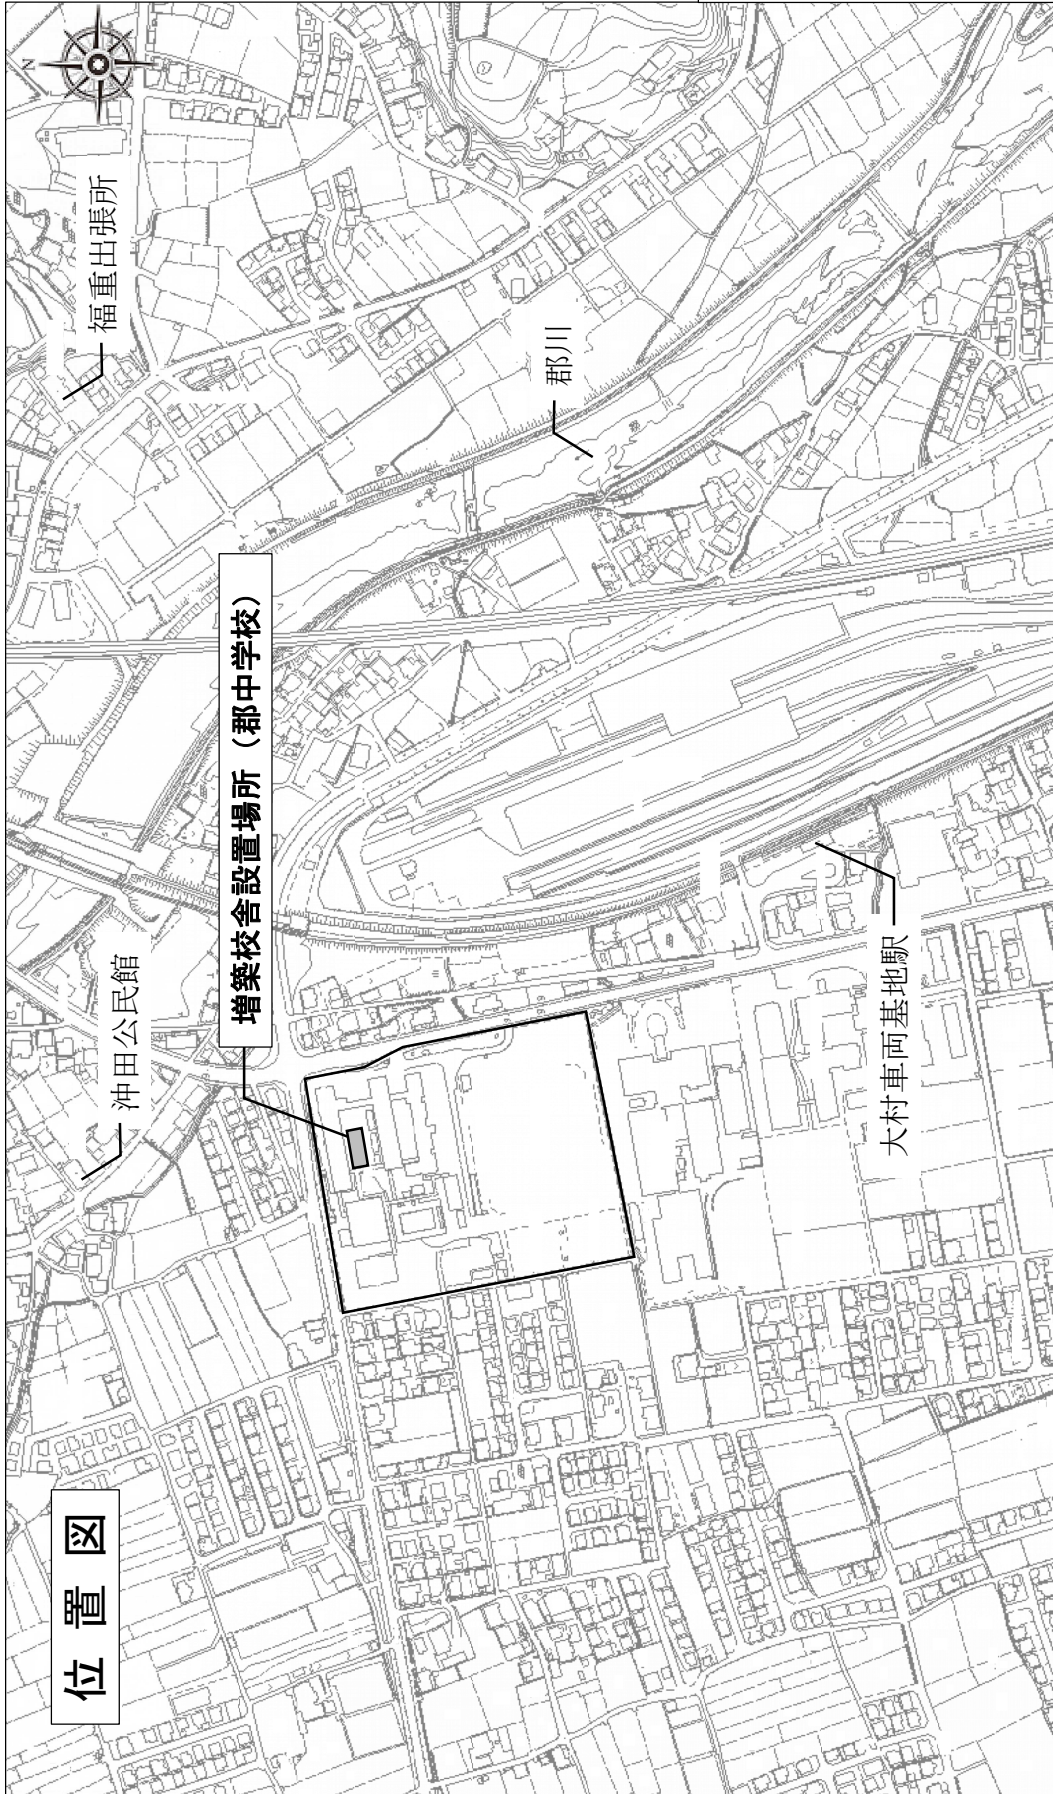 位置図
沖田公民館
福重出張所
増築校舎設置場所（郡中学校）
郡川
大村車両基地駅
N